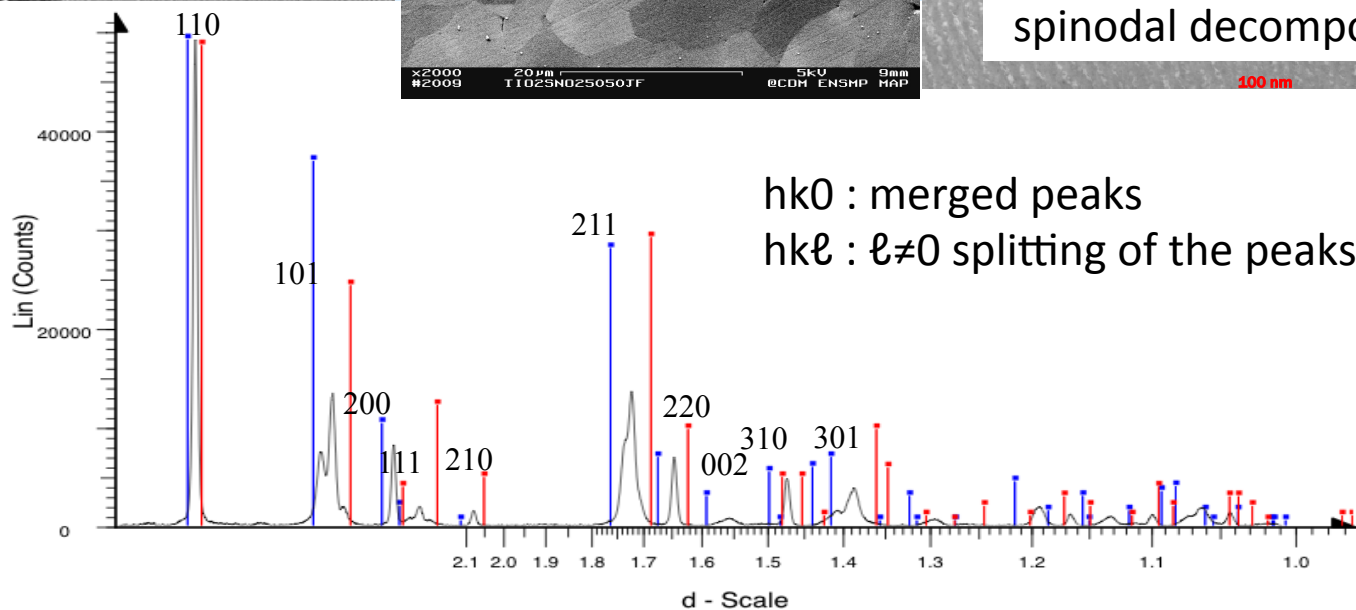 x2000 20µm 5kV 9mm
#2009 TIO2SNO25050JF @CDM ENSMP MAP
100 nm
110
40000
hk0 : merged peaks
211
hkℓ : ℓ≠0 splitting of the peaks
101
Lin (Counts)
20000
200
220
310
301
111
210
002
0
2.1 2.0 1.9 1.8 1.7 1.6 1.5 1.4 1.3 1.2 1.1 1.0
d - Scale
spinodal